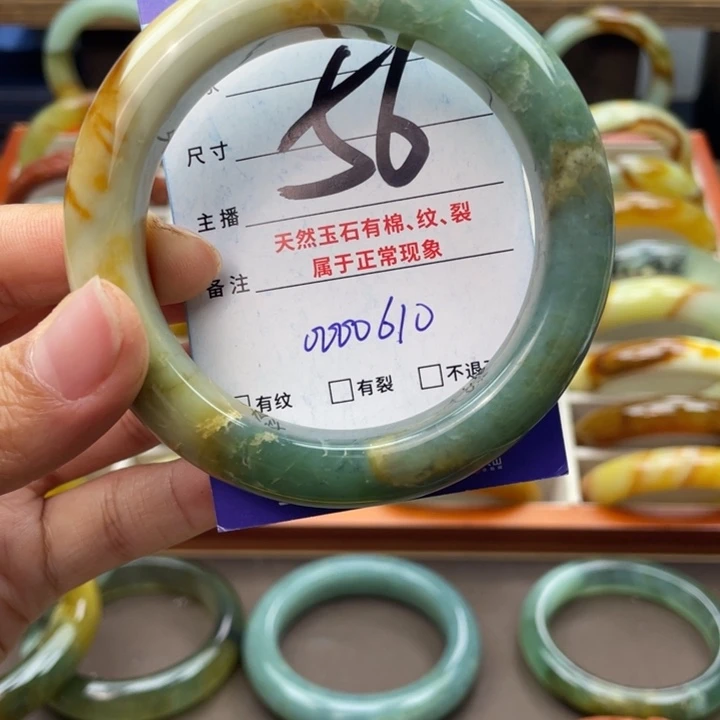 尺寸 56
主播
天然玉石有棉、纹、裂
属于正常现象
备注
0000610
□有纹 □有裂 □不退